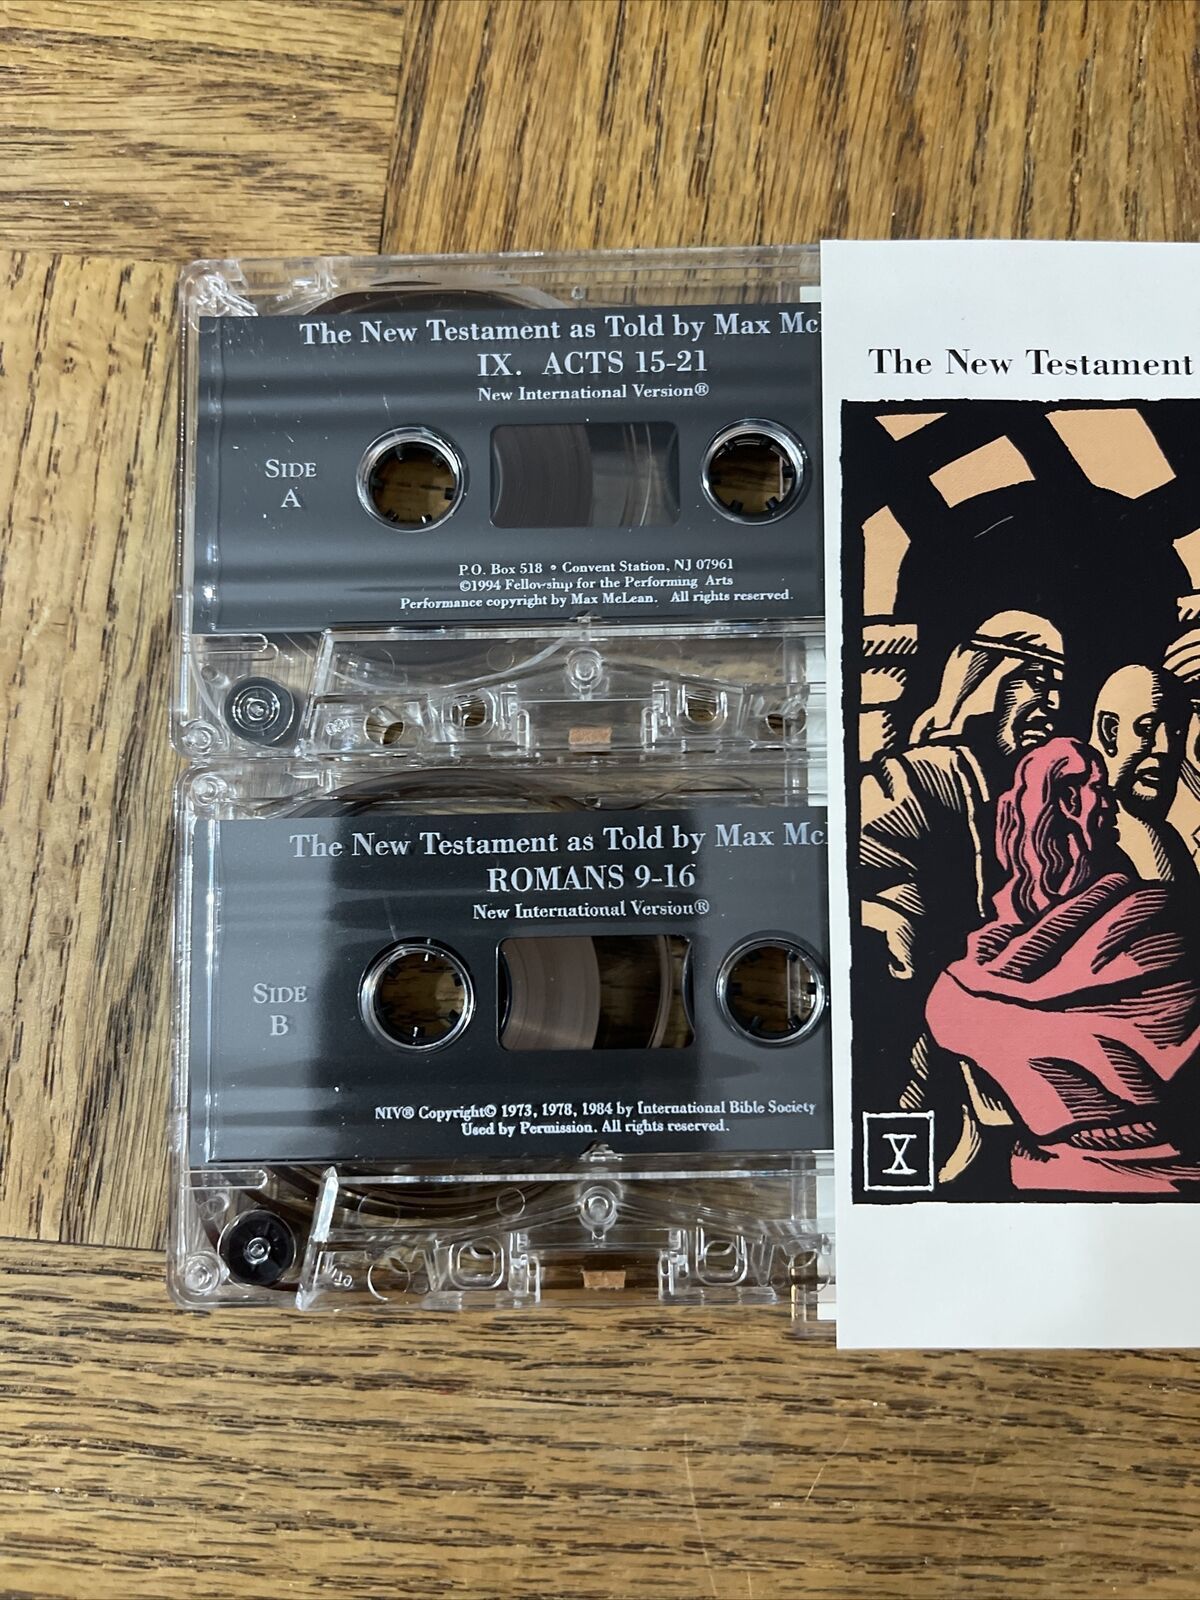 The New Testament as Told by Max Mc
IX. ACTS 15-21
New International Version®
SIDE
A
P.O. Box 518 • Convent Station, NJ 07961
©1994 Fellowship for the Performing Arts
Performance copyright by Max McLean. All rights reserved.
The New Testament as Told by Max Mc
ROMANS 9-16
New International Version®
SIDE
B
NIV® Copyright© 1973, 1978, 1984 by International Bible Society
Used by Permission. All rights reserved.
The New Testament
X